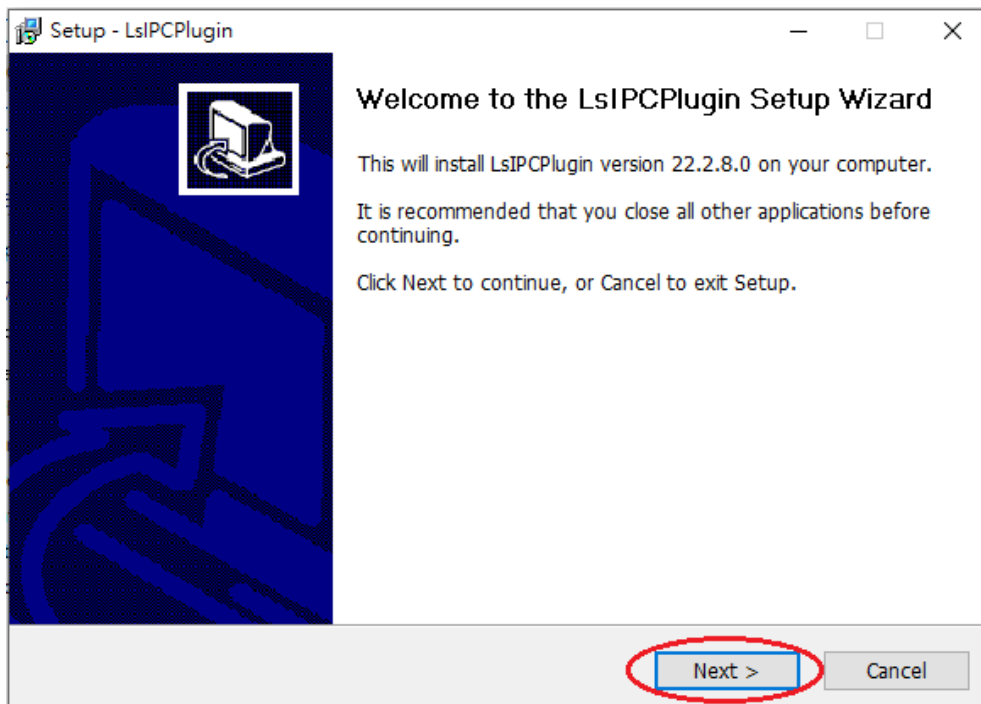 Setup - LsIPCPlugin
Welcome to the LsIPCPlugin Setup Wizard
This will install LsIPCPlugin version 22.2.8.0 on your computer.
It is recommended that you close all other applications before
continuing.
Click Next to continue, or Cancel to exit Setup.
Next >
Cancel